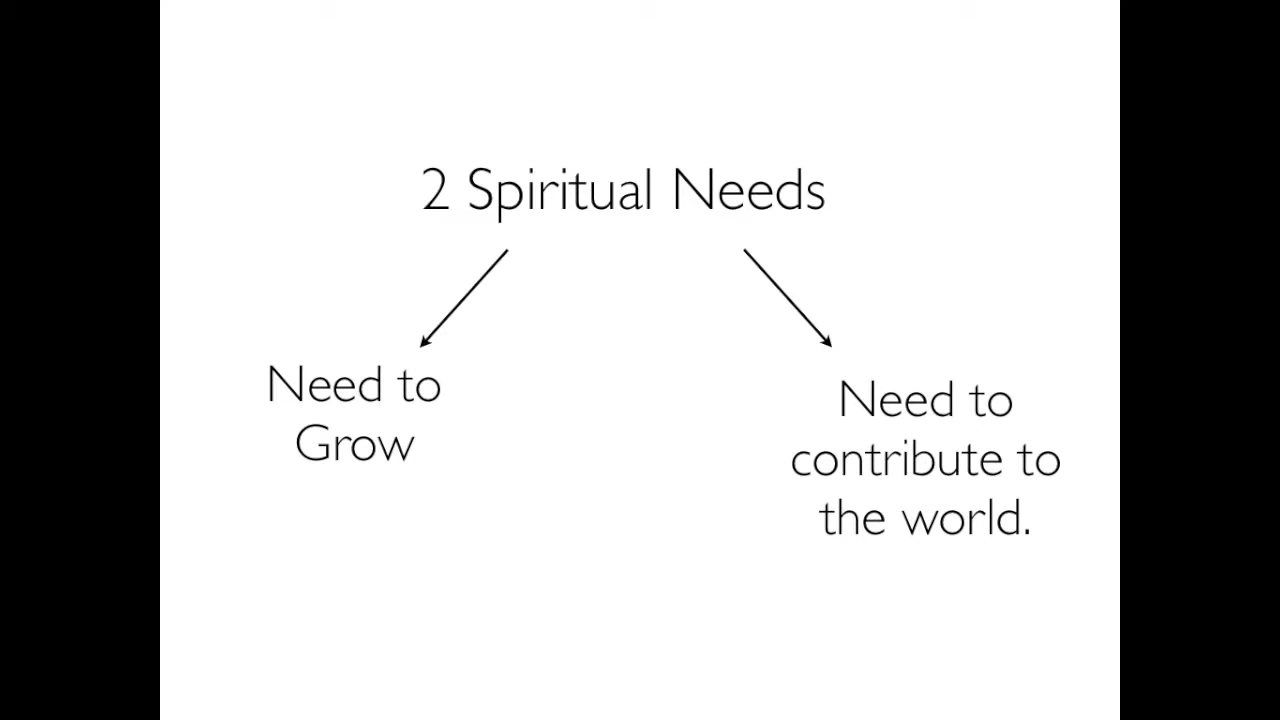 2 Spiritual Needs
Need to
Grow
Need to
contribute to
the world.